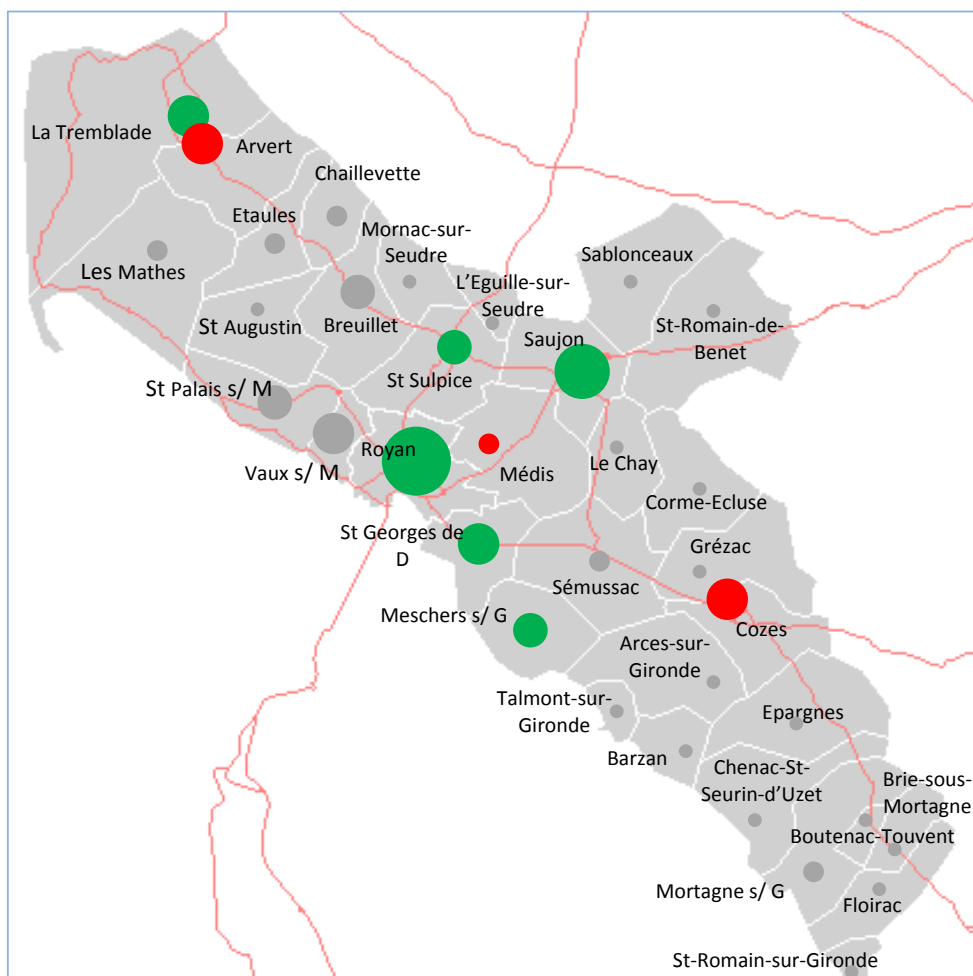 La Tremblade
Arvert
Chaillevette
Etaules
Mornac-sur-
Seudre
Les Mathes
L'Eguille-sur-
Seudre
Sablonceaux
St Augustin
Breuillet
Saujon
St-Romain-de-
Benet
St Sulpice
St Palais s/ M
Royan
Vaux s/ M
Médis
Le Chay
Corme-Ecluse
St Georges de
D
Grézac
Sémussac
Meschers s/ G
Cozes
Arces-sur-
Gironde
Talmont-sur-
Gironde
Epargnes
Barzan
Chenac-St-
Seurin-d'Uzet
Brie-sous-
Mortagne
Boutenac-Touvent
Mortagne s/ G
Floirac
St-Romain-sur-Gironde